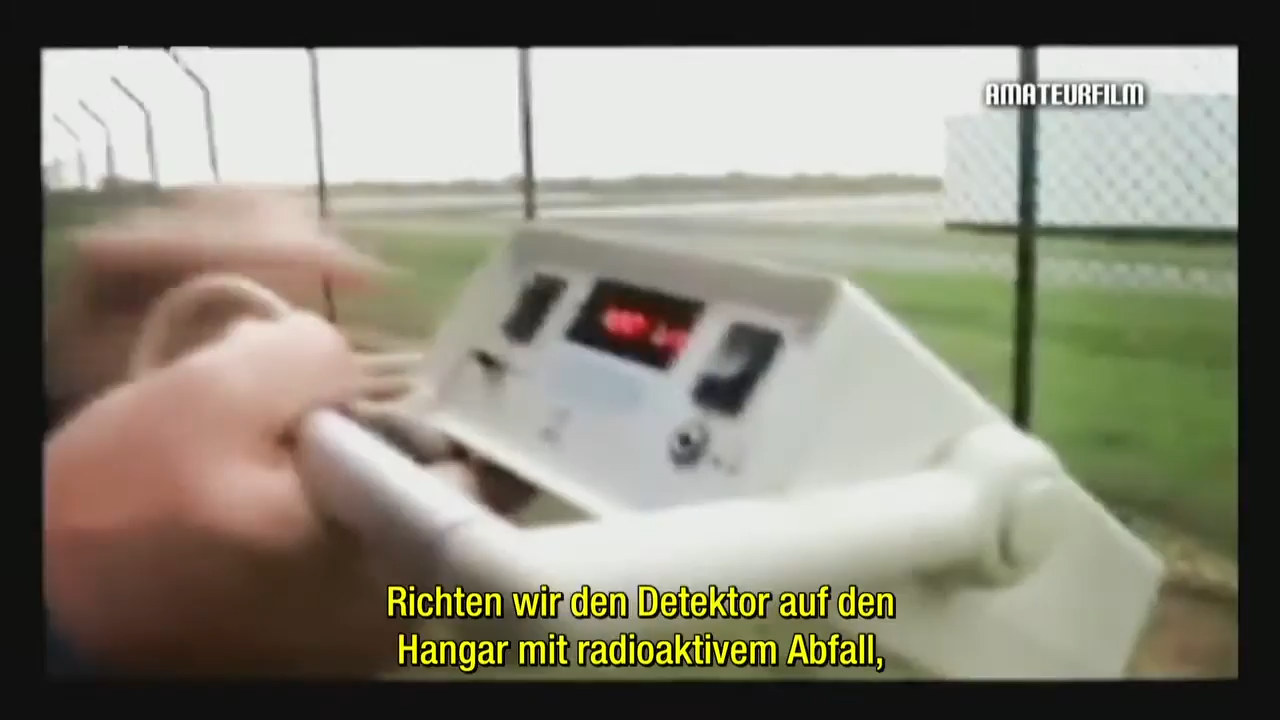 AMATEURFILM
Richten wir den Detektor auf den
Hangar mit radioaktivem Abfall,